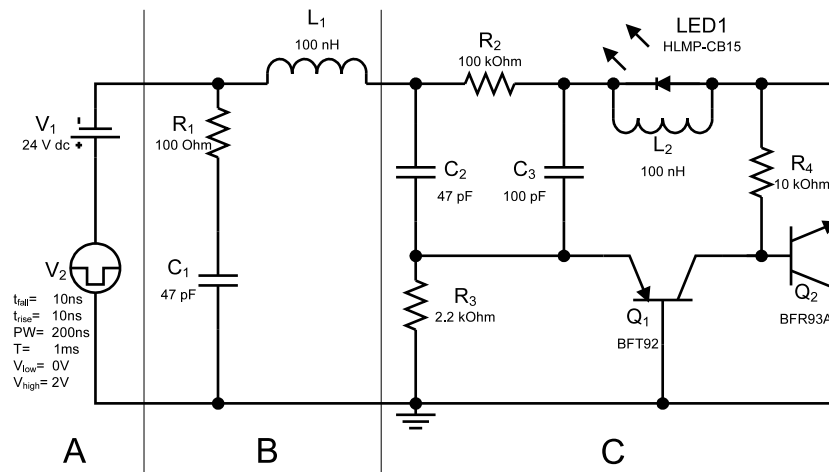 L1
100 nH
R2
100 kOhm
LED1
HLMP-CB15
V1
24 V dc
-
+
R1
100 Ohm
C2
47 pF
C3
100 pF
L2
100 nH
R4
10 kOhm
V2
tfall= 10ns
trise= 10ns
PW= 200ns
T= 1ms
Vlow= 0V
Vhigh= 2V
C1
47 pF
R3
2.2 kOhm
Q1
BFT92
Q2
BFR93A
A
B
C